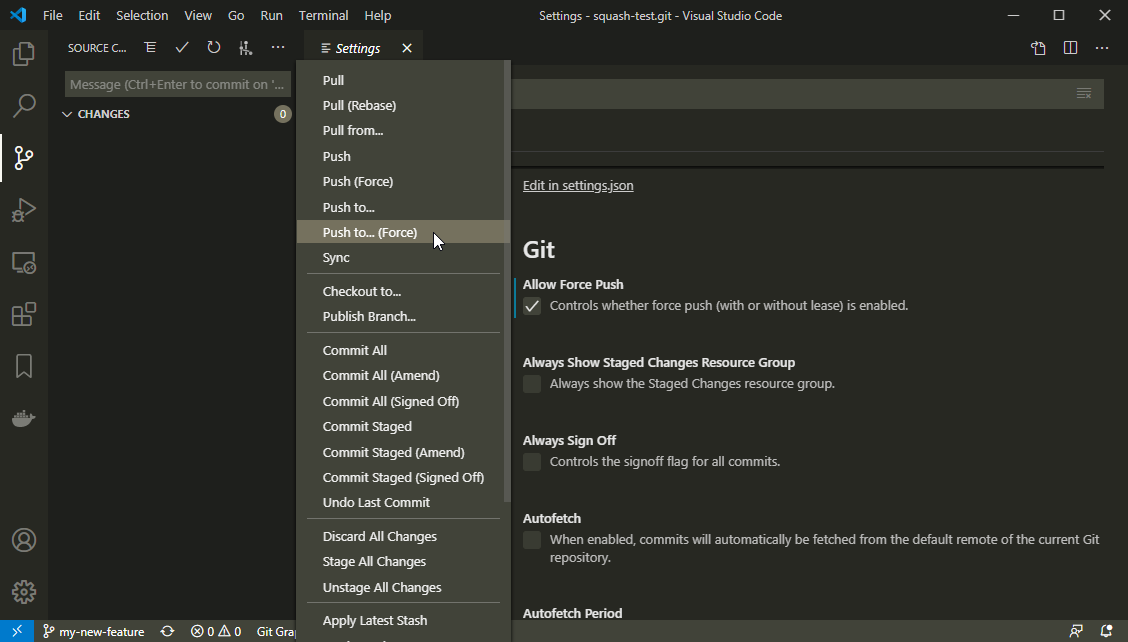 File Edit Selection View Go Run Terminal Help
Settings - squash-test.git - Visual Studio Code
SOURCE C...
Settings
Message (Ctrl+Enter to commit on '...
CHANGES
0
Pull
Pull (Rebase)
Pull from...
Push
Push (Force)
Push to...
Push to... (Force)
Sync
Checkout to...
Publish Branch...
Commit All
Commit All (Amend)
Commit All (Signed Off)
Commit Staged
Commit Staged (Amend)
Commit Staged (Signed Off)
Undo Last Commit
Discard All Changes
Stage All Changes
Unstage All Changes
Apply Latest Stash
Edit in settings.json
Git
Allow Force Push
Controls whether force push (with or without lease) is enabled.
Always Show Staged Changes Resource Group
Always show the Staged Changes resource group.
Always Sign Off
Controls the signoff flag for all commits.
Autofetch
When enabled, commits will automatically be fetched from the default remote of the current Git
repository.
Autofetch Period
my-new-feature
0
0
Git Gra